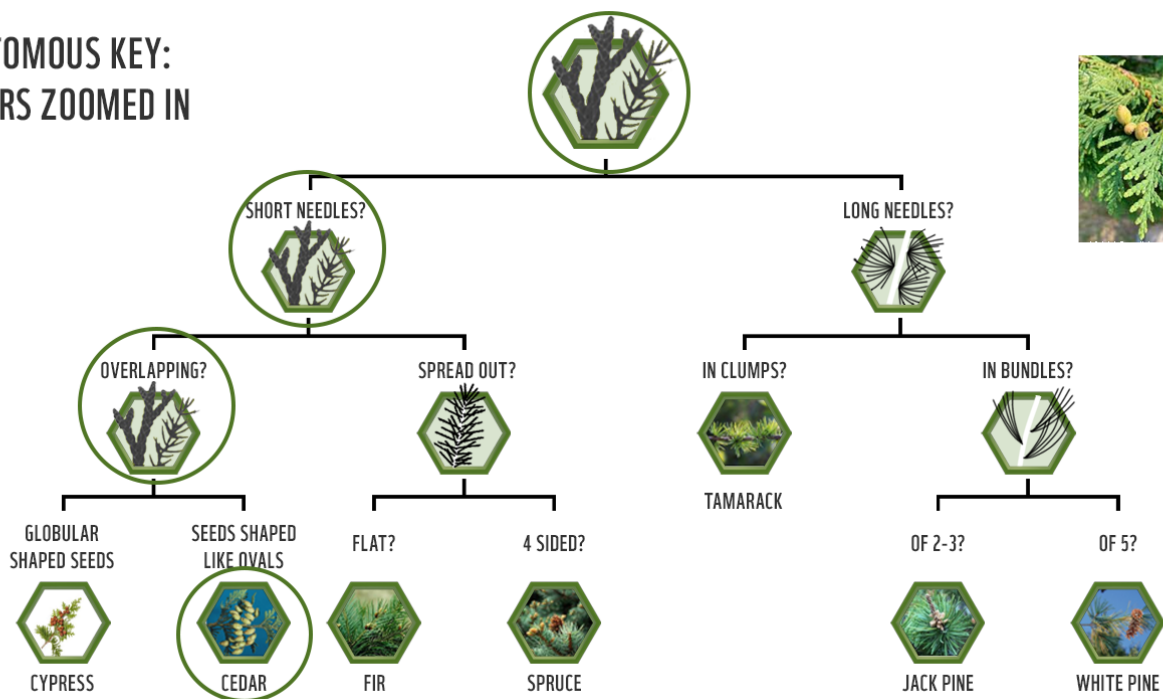 TOMOUS KEY:
RS ZOOMED IN
SHORT NEEDLES?
LONG NEEDLES?
OVERLAPPING?
SPREAD OUT?
IN CLUMPS?
IN BUNDLES?
TAMARACK
GLOBULAR
SHAPED SEEDS
SEEDS SHAPED
LIKE OVALS
FLAT?
4 SIDED?
OF 2-3?
OF 5?
CYPRESS
CEDAR
FIR
SPRUCE
JACK PINE
WHITE PINE